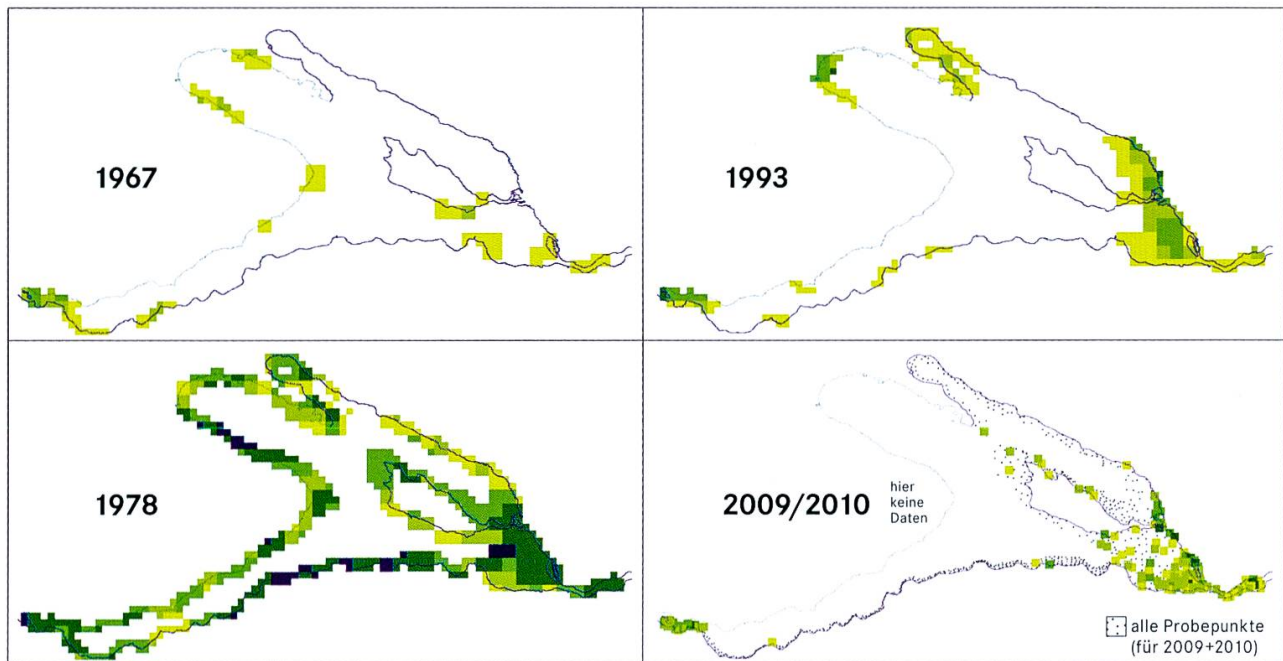 1967
1993
1978
2009/2010
hier
keine
Daten
alle Probepunkte
(für 2009+2010)